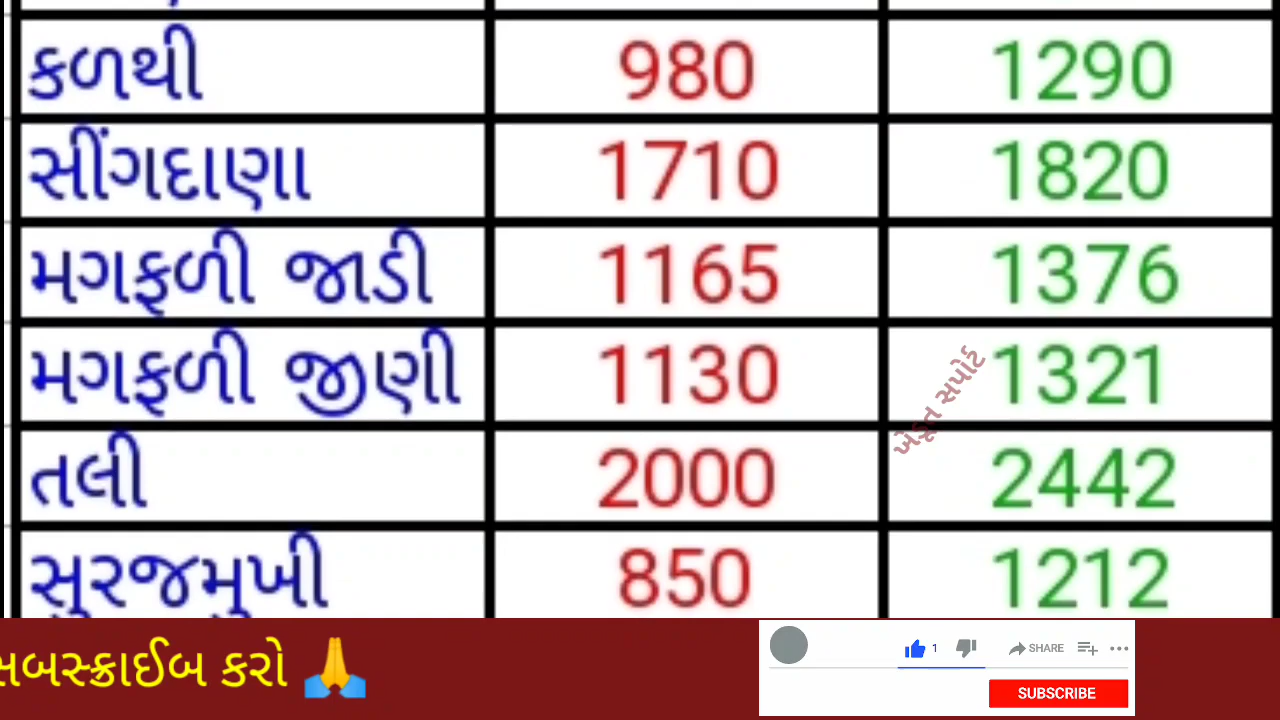 કળથી 980 1290
સીંગદાણા 1710 1820
મગફળી જાડી 1165 1376
મગફળી જીણી 1130 1321
ખેડૂત સપોર્ટ
તલી 2000 2442
સુરજમુખી 850 1212
સબસ્ક્રાઈબ કરો 🙏
1 SHARE
SUBSCRIBE